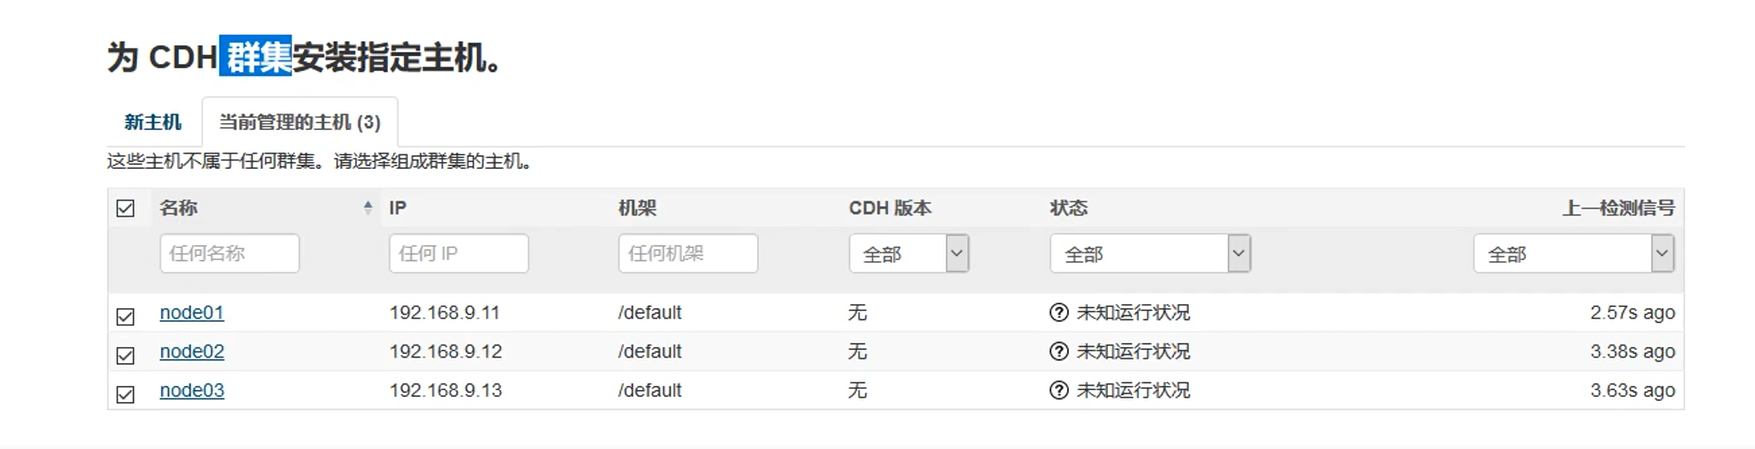 为 CDH 群集安装指定主机。
新主机 当前管理的主机 (3)
这些主机不属于任何群集。请选择组成群集的主机。
名称 IP 机架 CDH 版本 状态 上一检测信号
任何名称 任何 IP 任何机架 全部 全部 全部
node01 192.168.9.11 /default 无 未知运行状况 2.57s ago
node02 192.168.9.12 /default 无 未知运行状况 3.38s ago
node03 192.168.9.13 /default 无 未知运行状况 3.63s ago